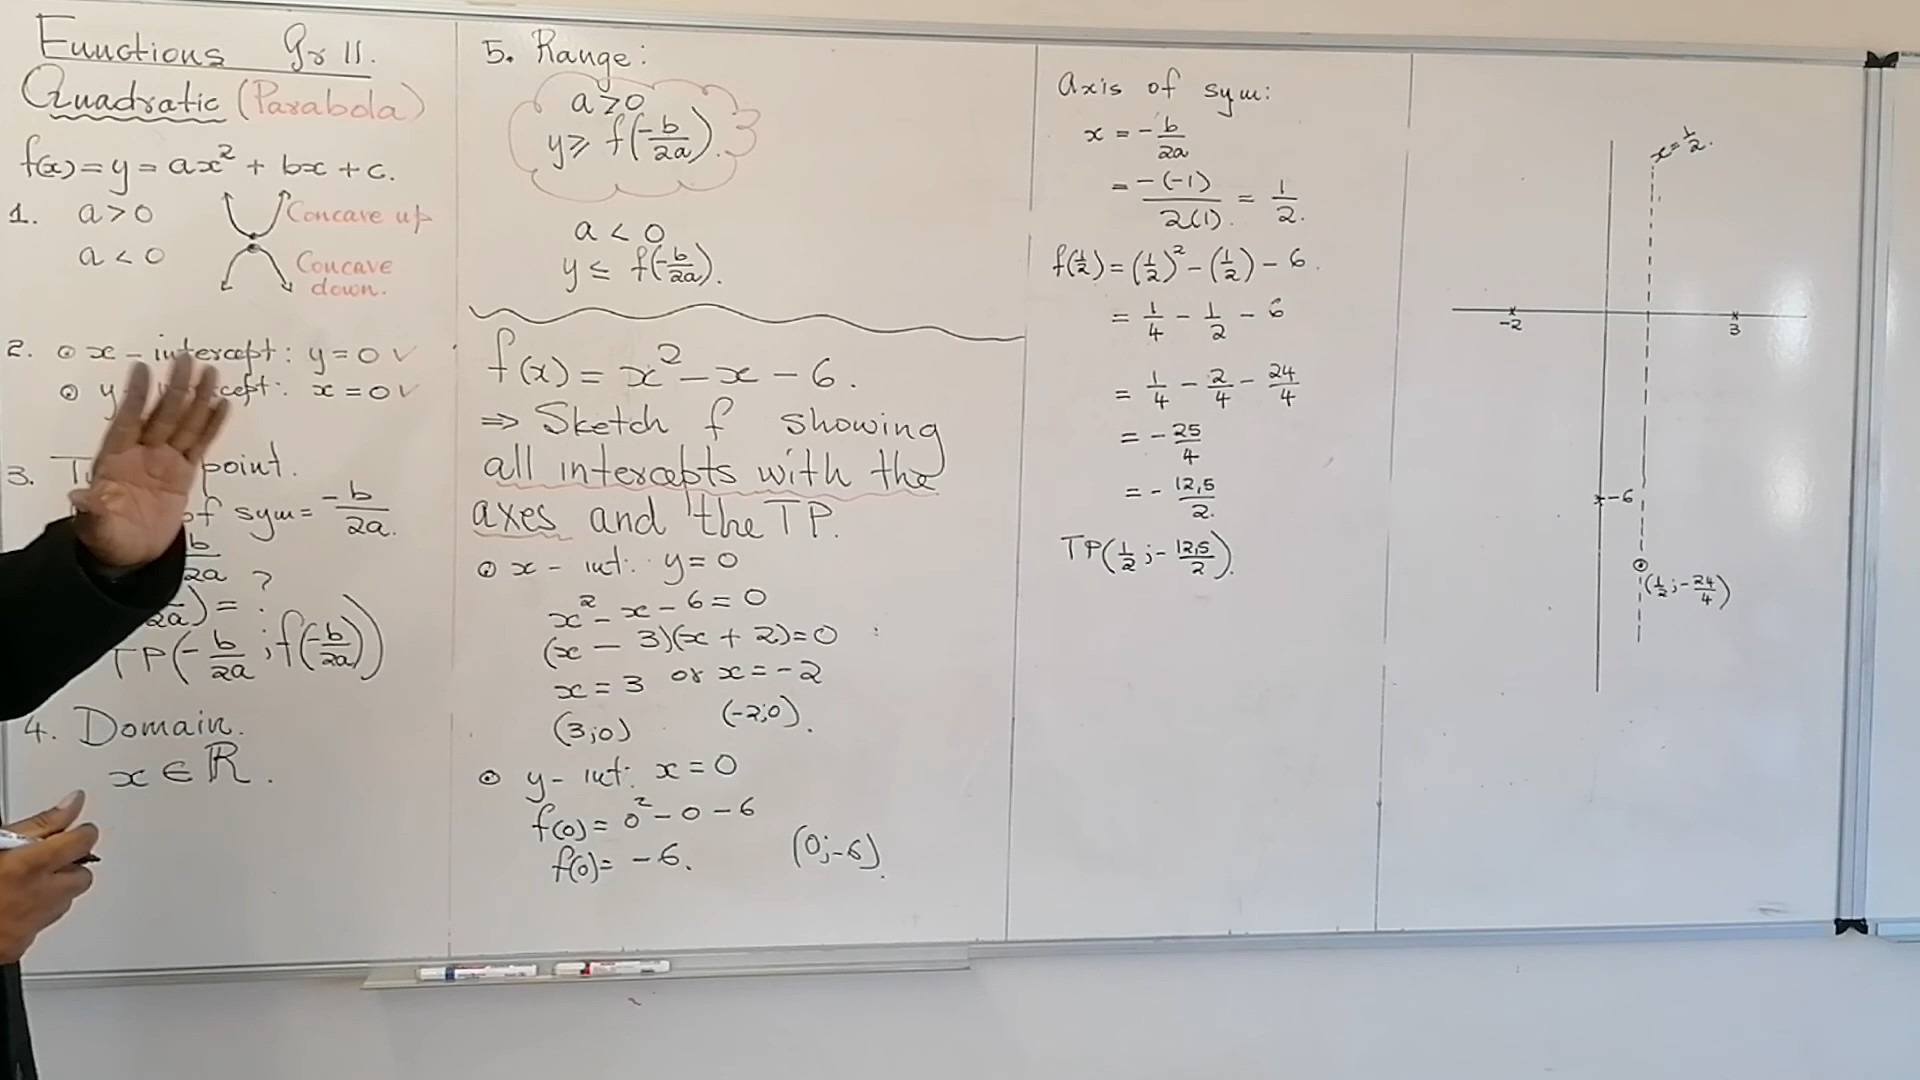 Functions Gr 11.
Quadratic (Parabola)
f(x) = y = ax² + bx + c.
1. a > 0 Concave up
a < 0 Concave down.
2. ⊙ x - intercept : y = 0 ✓
⊙ y - cept : x = 0 ✓
3. T point.
of sym = -b/2a.
b/2a ?
2a) = ?
TP(-b/2a ; f(-b/2a))
4. Domain.
x ∈ ℝ.
5. Range :
a > 0
y ≥ f(-b/2a).
a < 0
y ≤ f(-b/2a).
f(x) = x² - x - 6.
⇒ Sketch f showing
all intercepts with the
axes and the TP.
⊙ x - int: y = 0
x² - x - 6 = 0
(x - 3)(x + 2) = 0
x = 3 or x = -2
(3;0) (-2;0).
⊙ y - int: x = 0
f(0) = 0² - 0 - 6
f(0) = -6. (0;-6).
Axis of sym:
x = -b/2a
= -(-1)/2(1) = 1/2.
f(1/2) = (1/2)² - (1/2) - 6.
= 1/4 - 1/2 - 6
= 1/4 - 2/4 - 24/4
= -25/4
= -12,5/2.
TP(1/2 ; -12,5/2).
x = 1/2.
-2 3
-6
(1/2 ; -24/4)